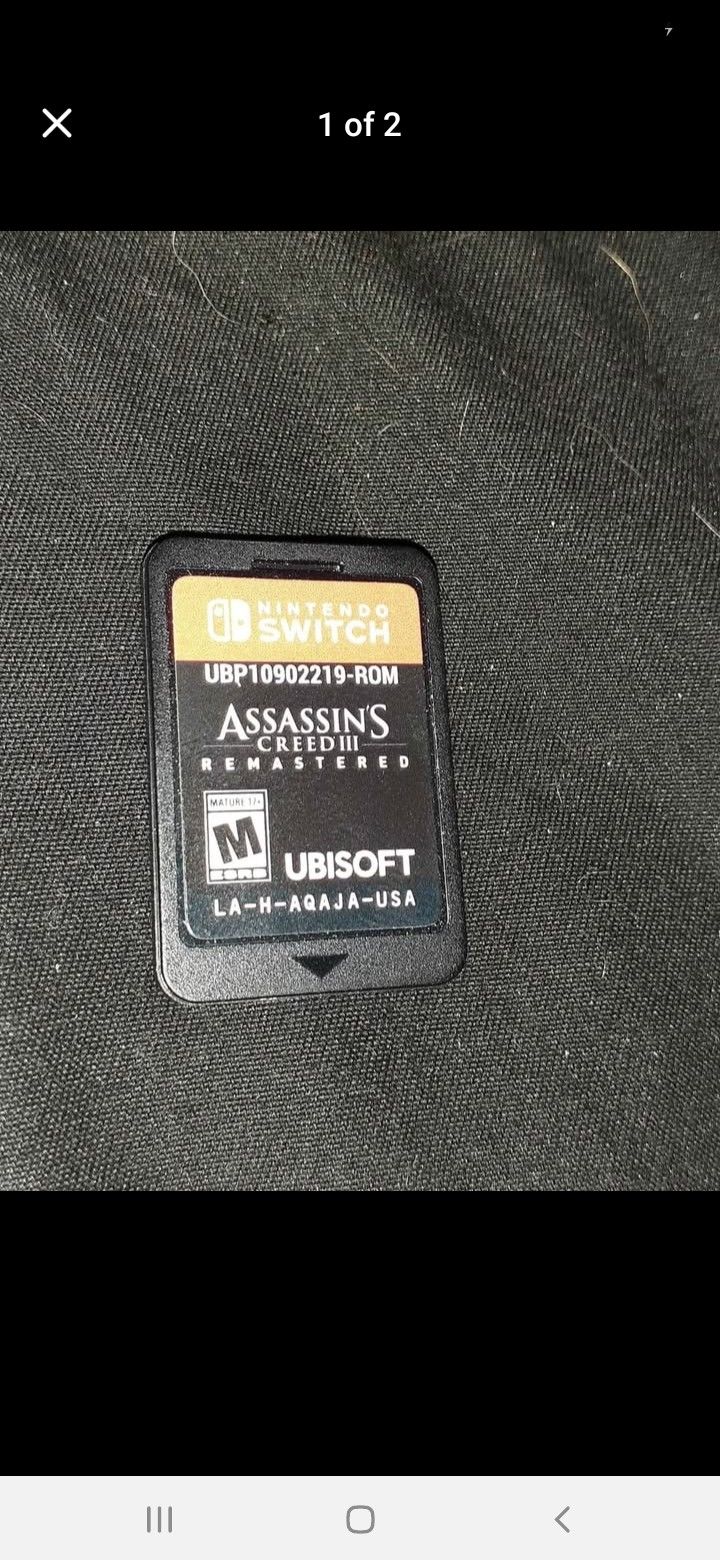 1 of 2
NINTENDO
SWITCH
UBP10902219-ROM
ASSASSIN'S
CREED III
REMASTERED
MATURE 17+
M
ESRB
UBISOFT
LA-H-AQAJA-USA